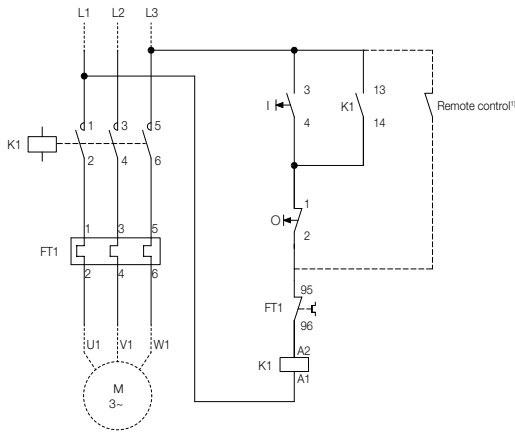 L1 L2 L3
3
I
4
13
K1
14
Remote control¹⁾
K1
1 3 5
2 4 6
1
O
2
1 3 5
FT1
2 4 6
95
FT1
96
U1 V1 W1
A2
K1
A1
M
3~